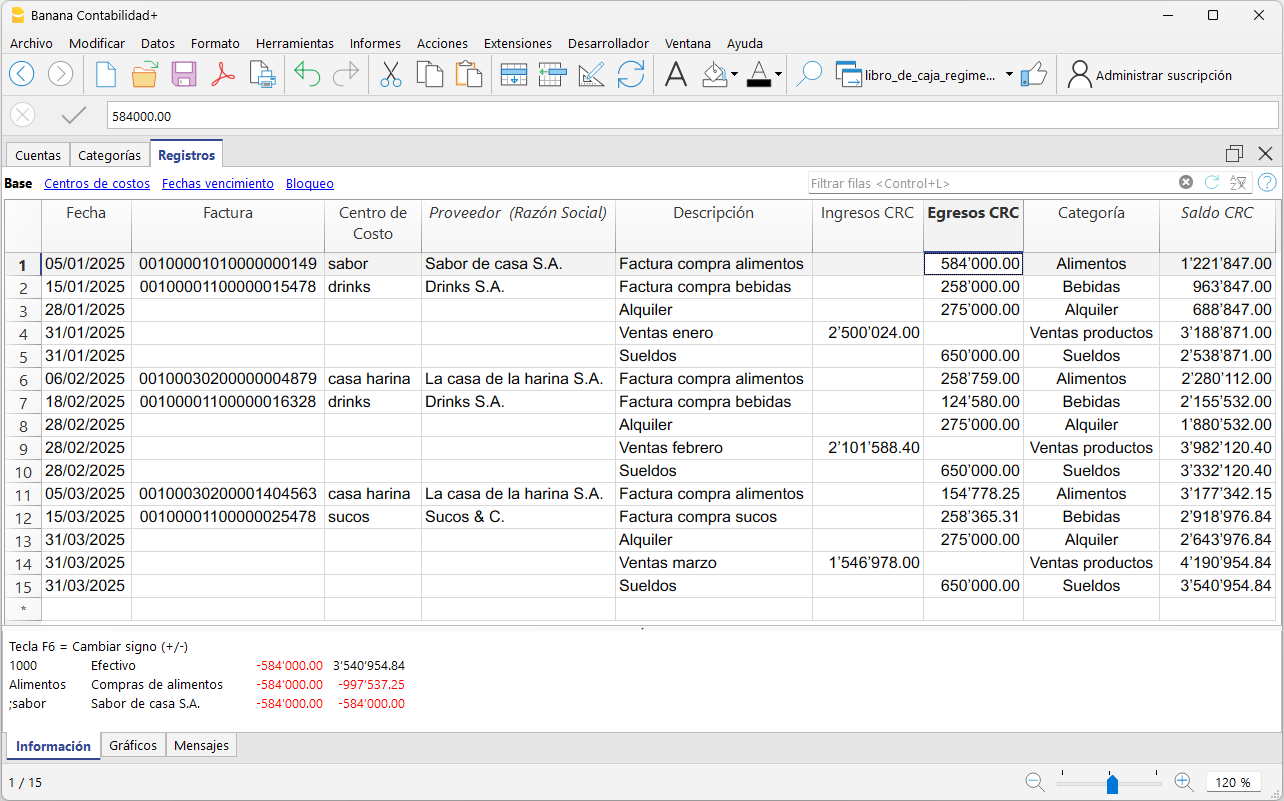 Banana Contabilidad+
Archivo Modificar Datos Formato Herramientas Informes Acciones Extensiones Desarrollador Ventana Ayuda
libro_de_caja_regime... Administrar suscripción
584000.00
Cuentas Categorías Registros
Base Centros de costos Fechas vencimiento Bloqueo Filtrar filas <Control+L>
Fecha Factura Centro de Costo Proveedor (Razón Social) Descripción Ingresos CRC Egresos CRC Categoría Saldo CRC
1 05/01/2025 00100001010000000149 sabor Sabor de casa S.A. Factura compra alimentos 584'000.00 Alimentos 1'221'847.00
2 15/01/2025 00100001100000015478 drinks Drinks S.A. Factura compra bebidas 258'000.00 Bebidas 963'847.00
3 28/01/2025 Alquiler 275'000.00 Alquiler 688'847.00
4 31/01/2025 Ventas enero 2'500'024.00 Ventas productos 3'188'871.00
5 31/01/2025 Sueldos 650'000.00 Sueldos 2'538'871.00
6 06/02/2025 00100030200000004879 casa harina La casa de la harina S.A. Factura compra alimentos 258'759.00 Alimentos 2'280'112.00
7 18/02/2025 00100001100000016328 drinks Drinks S.A. Factura compra bebidas 124'580.00 Bebidas 2'155'532.00
8 28/02/2025 Alquiler 275'000.00 Alquiler 1'880'532.00
9 28/02/2025 Ventas febrero 2'101'588.40 Ventas productos 3'982'120.40
10 28/02/2025 Sueldos 650'000.00 Sueldos 3'332'120.40
11 05/03/2025 00100030200001404563 casa harina La casa de la harina S.A. Factura compra alimentos 154'778.25 Alimentos 3'177'342.15
12 15/03/2025 00100001100000025478 sucos Sucos & C. Factura compra sucos 258'365.31 Bebidas 2'918'976.84
13 31/03/2025 Alquiler 275'000.00 Alquiler 2'643'976.84
14 31/03/2025 Ventas marzo 1'546'978.00 Ventas productos 4'190'954.84
15 31/03/2025 Sueldos 650'000.00 Sueldos 3'540'954.84
*
Tecla F6 = Cambiar signo (+/-)
1000 Efectivo -584'000.00 3'540'954.84
Alimentos Compras de alimentos -584'000.00 -997'537.25
;sabor Sabor de casa S.A. -584'000.00 -584'000.00
Información Gráficos Mensajes
1 / 15 120 %